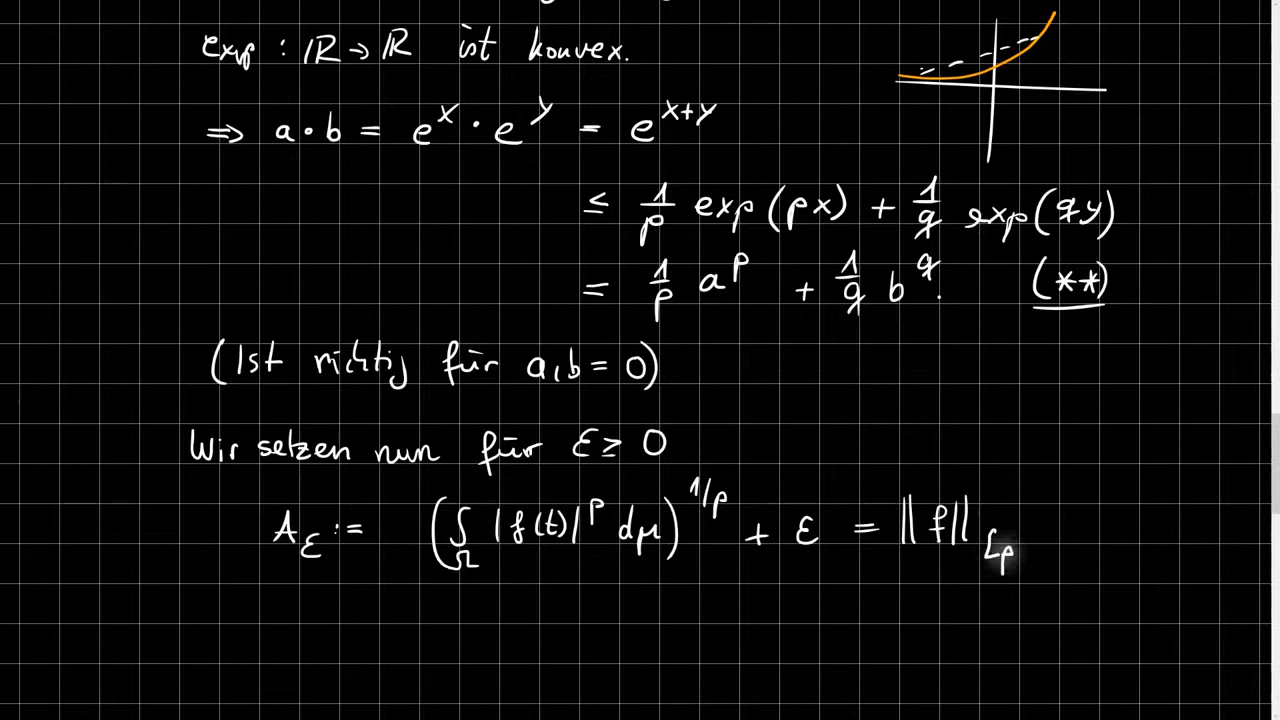 exp : ℝ → ℝ ist konvex.
⇒ a · b = e^x · e^y = e^{x+y}
≤ 1/p exp(px) + 1/q exp(qy)
= 1/p a^p + 1/q b^q. (**)
(Ist richtig für a,b = 0)
Wir setzen nun für ε ≥ 0
A_ε := (∫_Ω |f(t)|^p dμ)^{1/p} + ε = ||f||_{L_p}